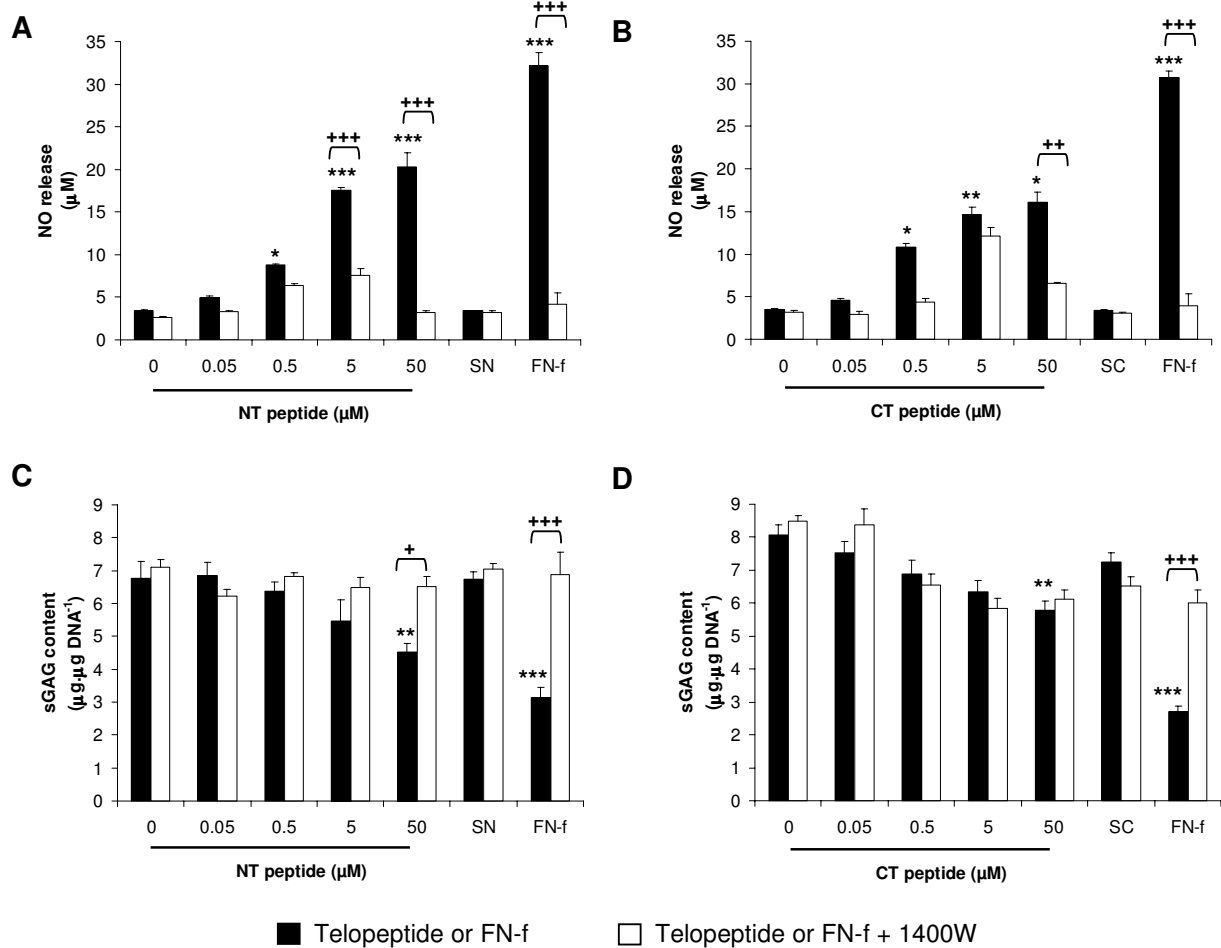 A
NO release
(µM)
35
30
25
20
15
10
5
0
*
***
+++
***
+++
***
+++
0 0.05 0.5 5 50 SN FN-f
NT peptide (µM)
B
NO release
(µM)
35
30
25
20
15
10
5
0
*
**
*
++
***
+++
0 0.05 0.5 5 50 SC FN-f
CT peptide (µM)
C
sGAG content
(µg.µg DNA⁻¹)
9
8
7
6
5
4
3
2
1
0
**
+
***
+++
0 0.05 0.5 5 50 SN FN-f
NT peptide (µM)
D
sGAG content
(µg.µg DNA⁻¹)
9
8
7
6
5
4
3
2
1
0
**
***
+++
0 0.05 0.5 5 50 SC FN-f
CT peptide (µM)
Telopeptide or FN-f Telopeptide or FN-f + 1400W